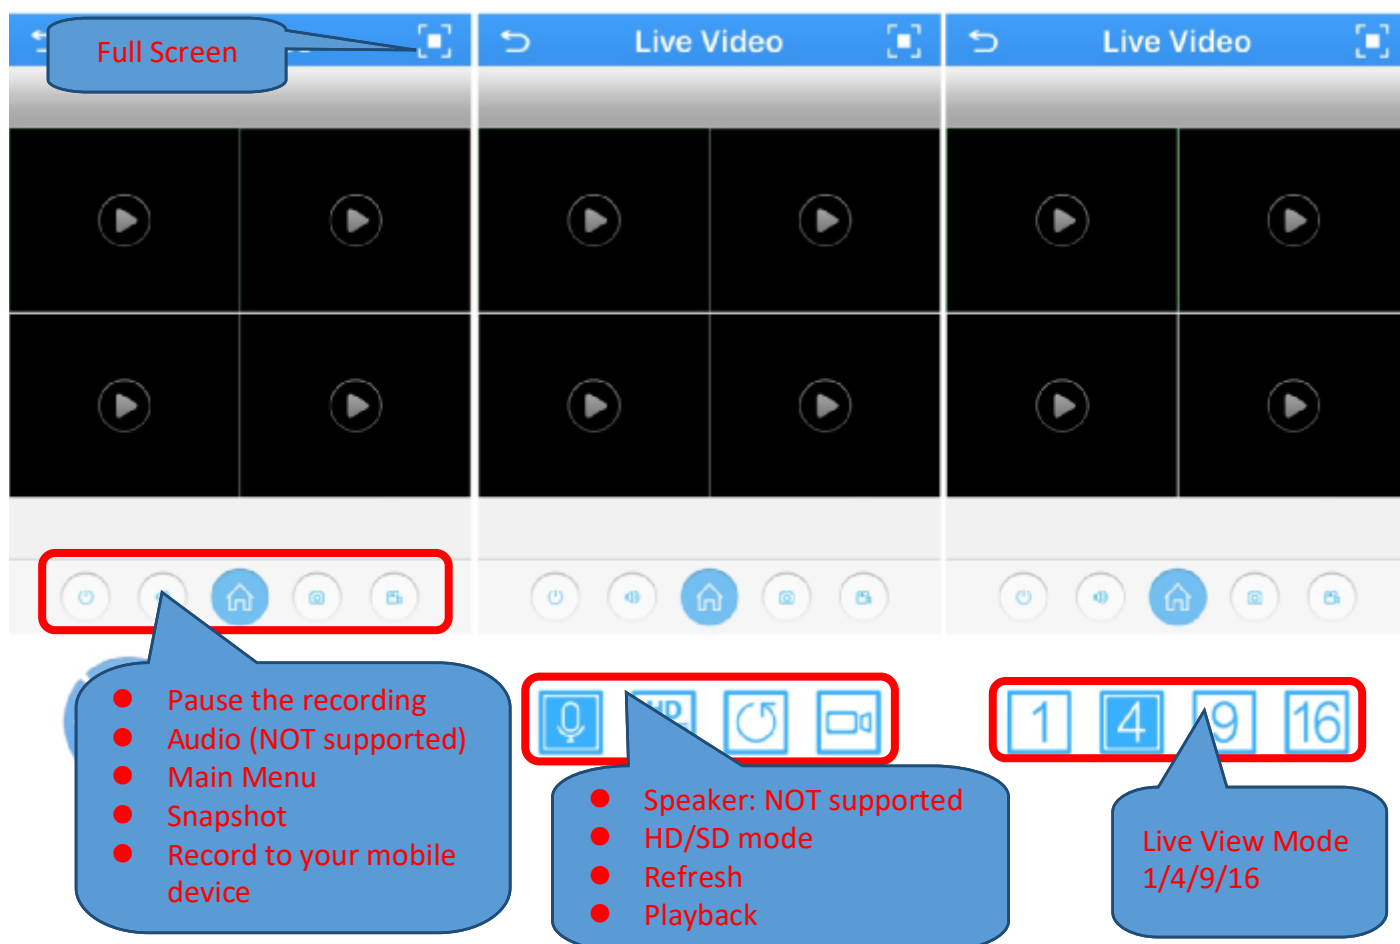 Full Screen
Live Video
Live Video
Pause the recording
Audio (NOT supported)
Main Menu
Snapshot
Record to your mobile
device
1 4 9 16
Speaker: NOT supported
HD/SD mode
Refresh
Playback
Live View Mode
1/4/9/16